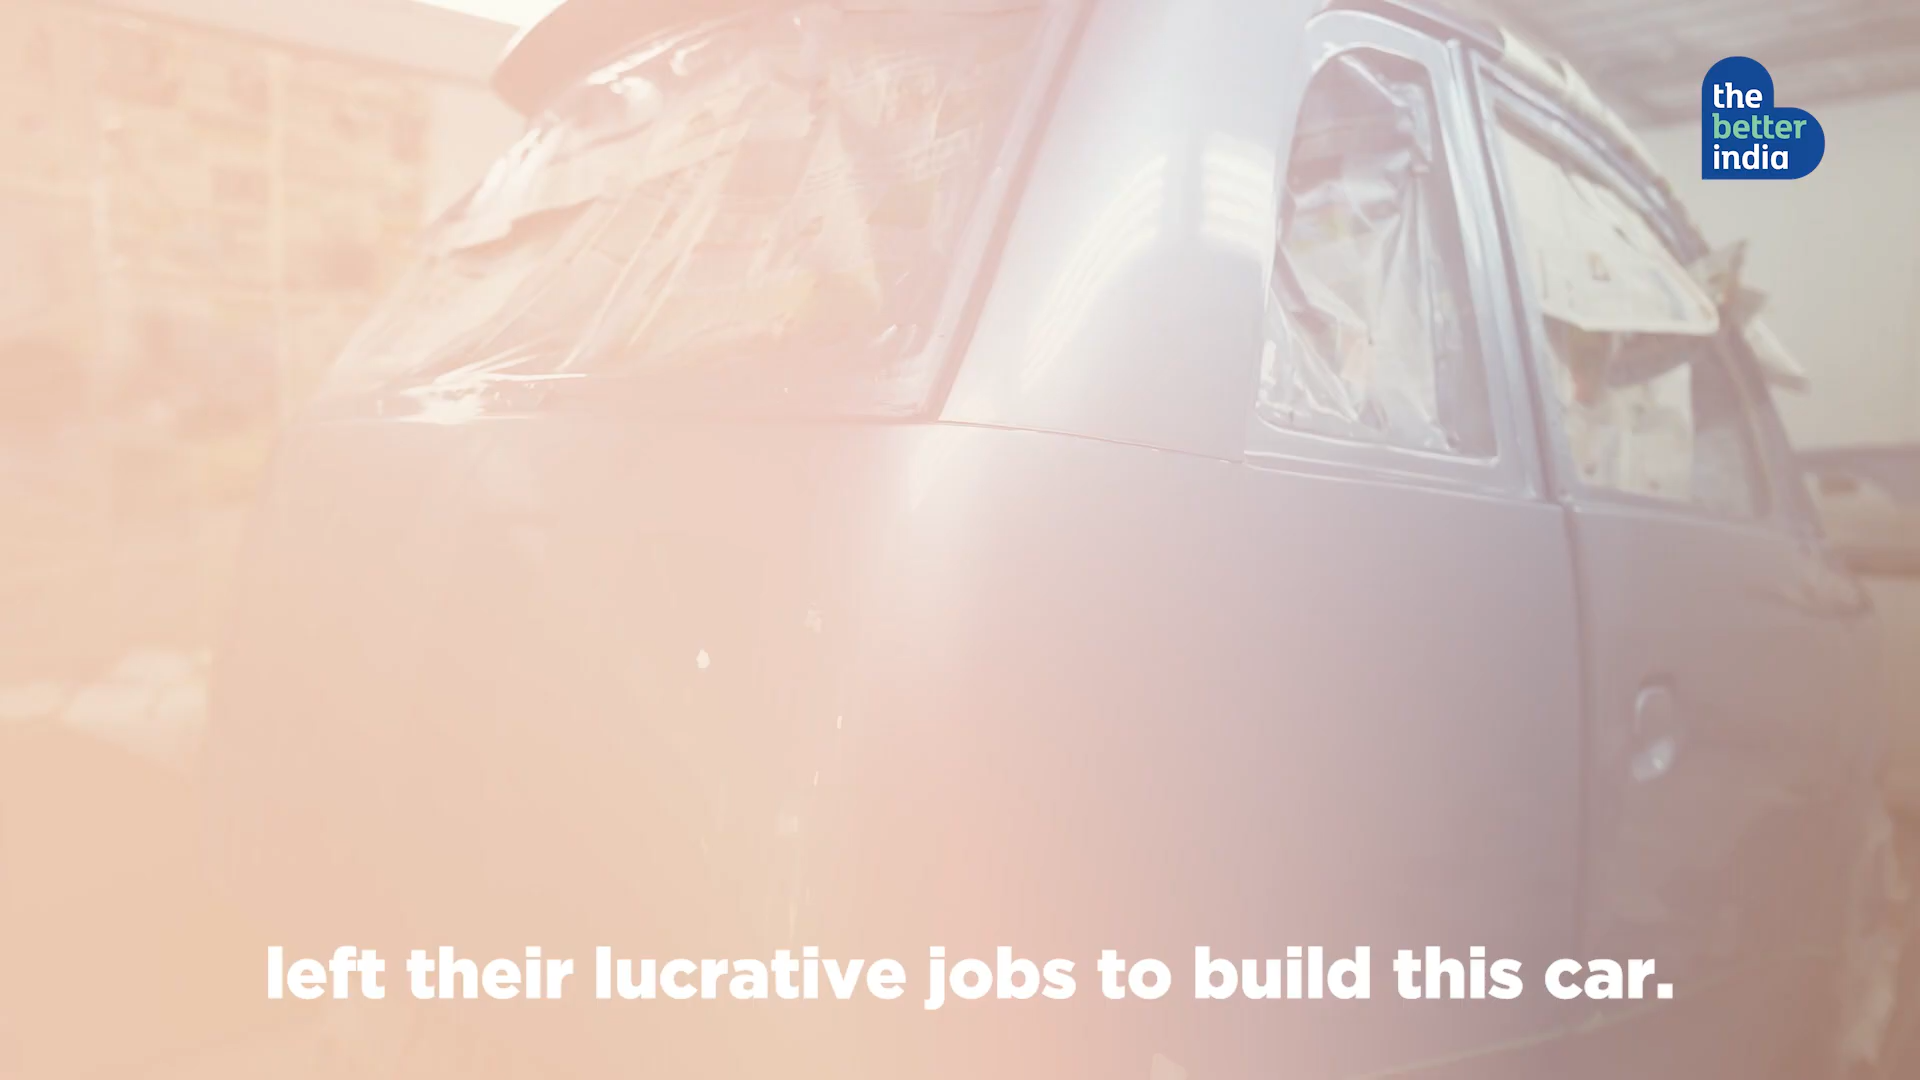 the
better
india
left their lucrative jobs to build this car.